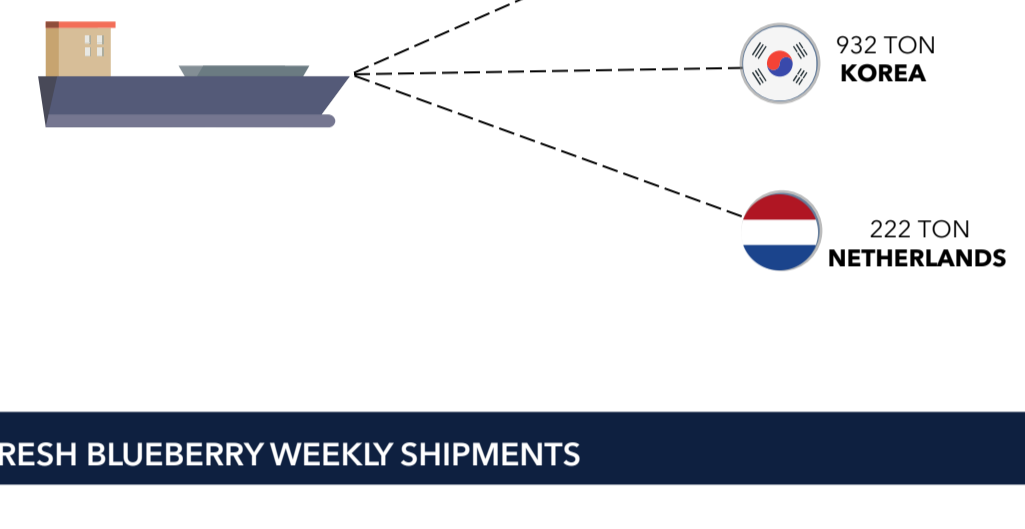 932 TON
KOREA
222 TON
NETHERLANDS
RESH BLUEBERRY WEEKLY SHIPMENTS